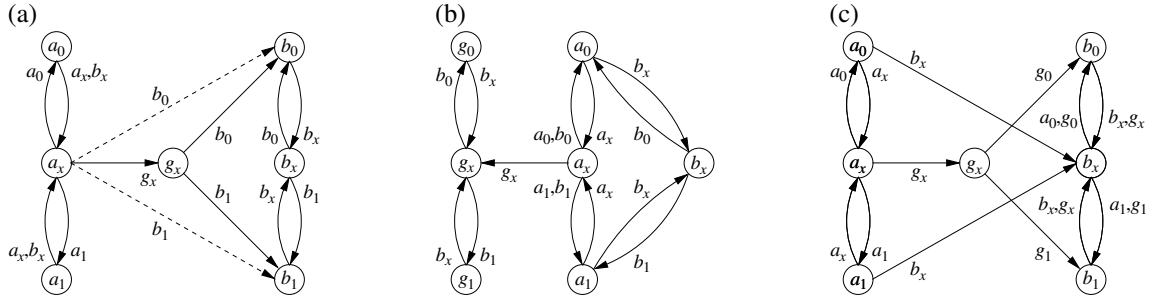 (a)
a0
b0
a0
ax,bx
b0
b0
b0
bx
ax
gx
gx
bx
b1
b1
bx
b1
ax,bx
a1
a1
b1
(b)
g0
a0
b0
bx
bx
b0
a0,b0
ax
gx
gx
ax
bx
a1,b1
ax
bx
bx
b1
b1
g1
a1
(c)
a0
b0
bx
g0
a0
ax
a0,g0
bx,gx
ax
gx
gx
bx
bx,gx
a1,g1
ax
a1
bx
g1
a1
b1